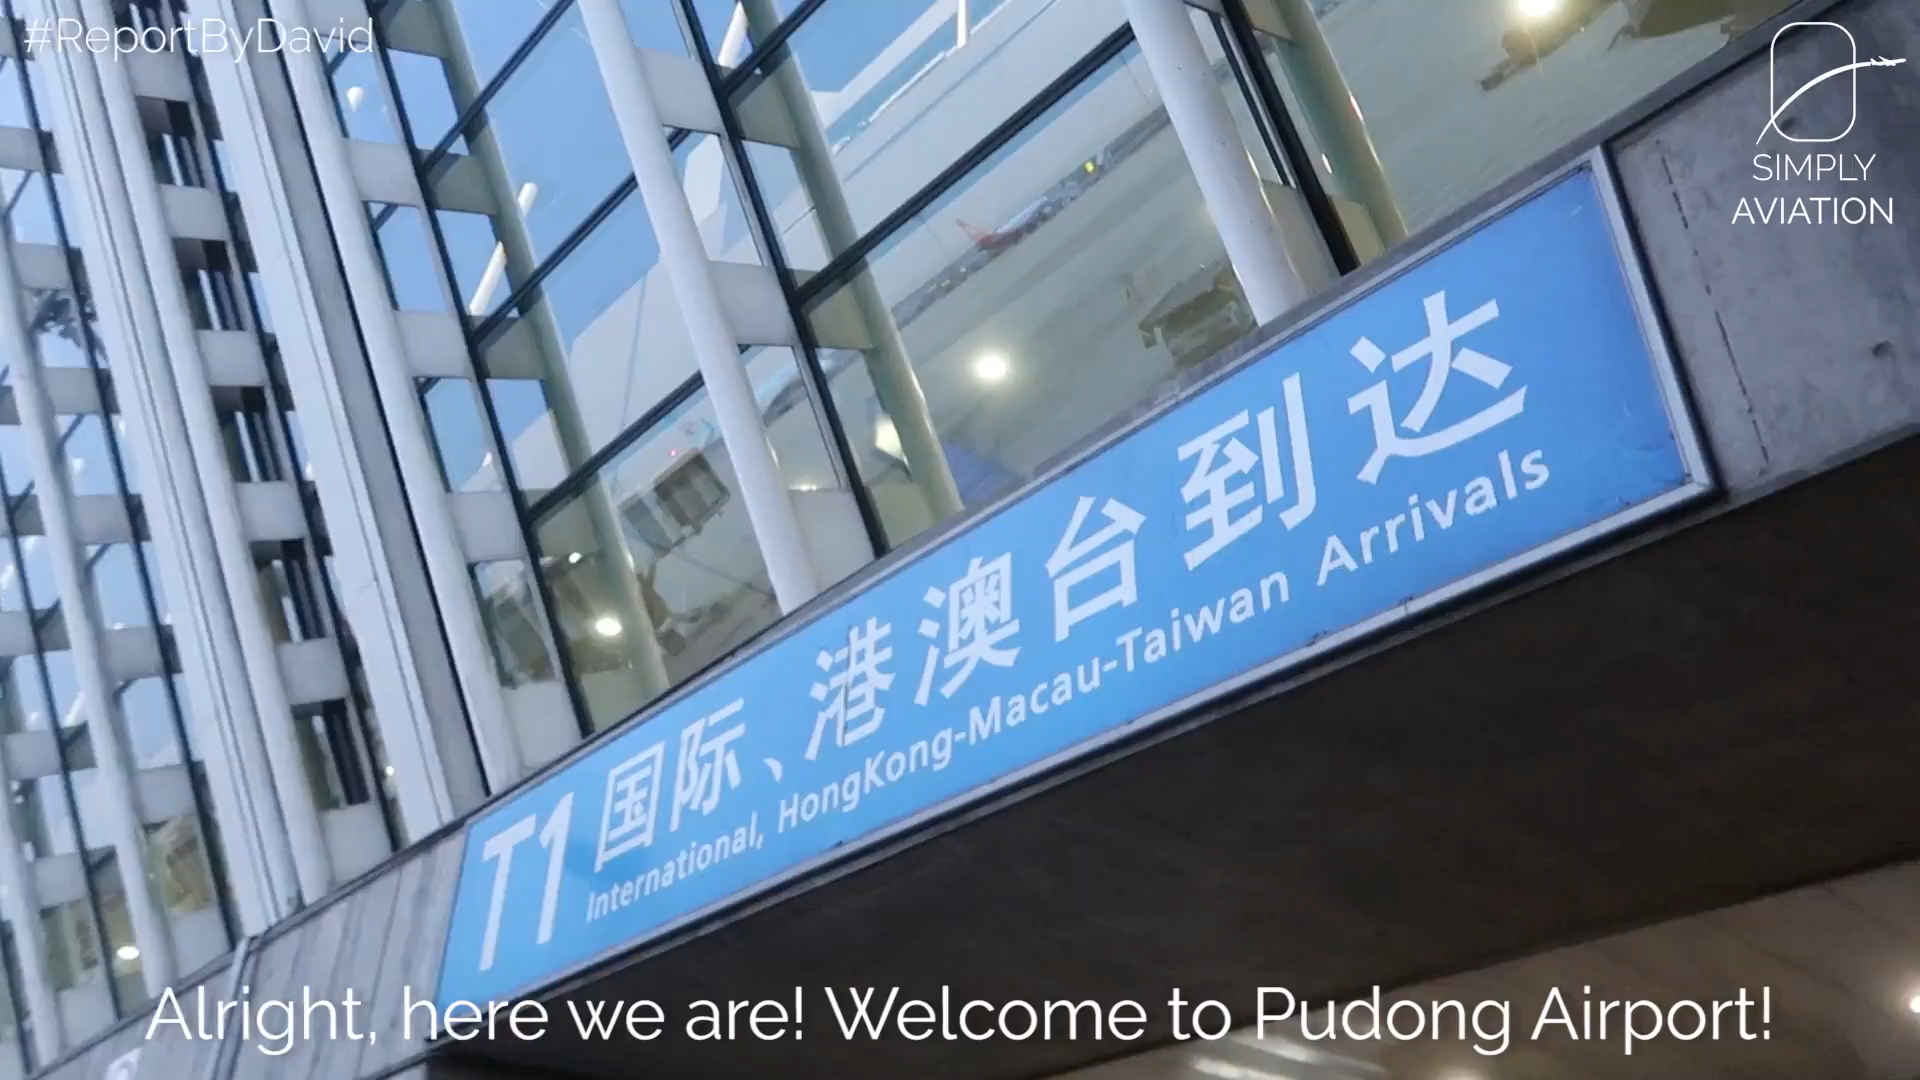 #ReportByDavid
SIMPLY
AVIATION
T1 国际、港澳台到达
International, HongKong-Macau-Taiwan Arrivals
Alright, here we are! Welcome to Pudong Airport!